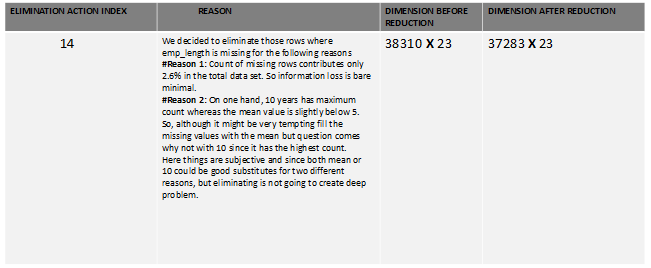 ELIMINATION ACTION INDEX REASON DIMENSION BEFORE REDUCTION DIMENSION AFTER REDUCTION
14
We decided to eliminate those rows where
emp_length is missing for the following reasons
#Reason 1: Count of missing rows contributes only
2.6% in the total data set. So information loss is bare
minimal.
#Reason 2: On one hand, 10 years has maximum
count whereas the mean value is slightly below 5.
So, although it might be very tempting fill the
missing values with the mean but question comes
why not with 10 since it has the highest count.
Here things are subjective and since both mean or
10 could be good substitutes for two different
reasons, but eliminating is not going to create deep
problem.
38310 X 23
37283 X 23